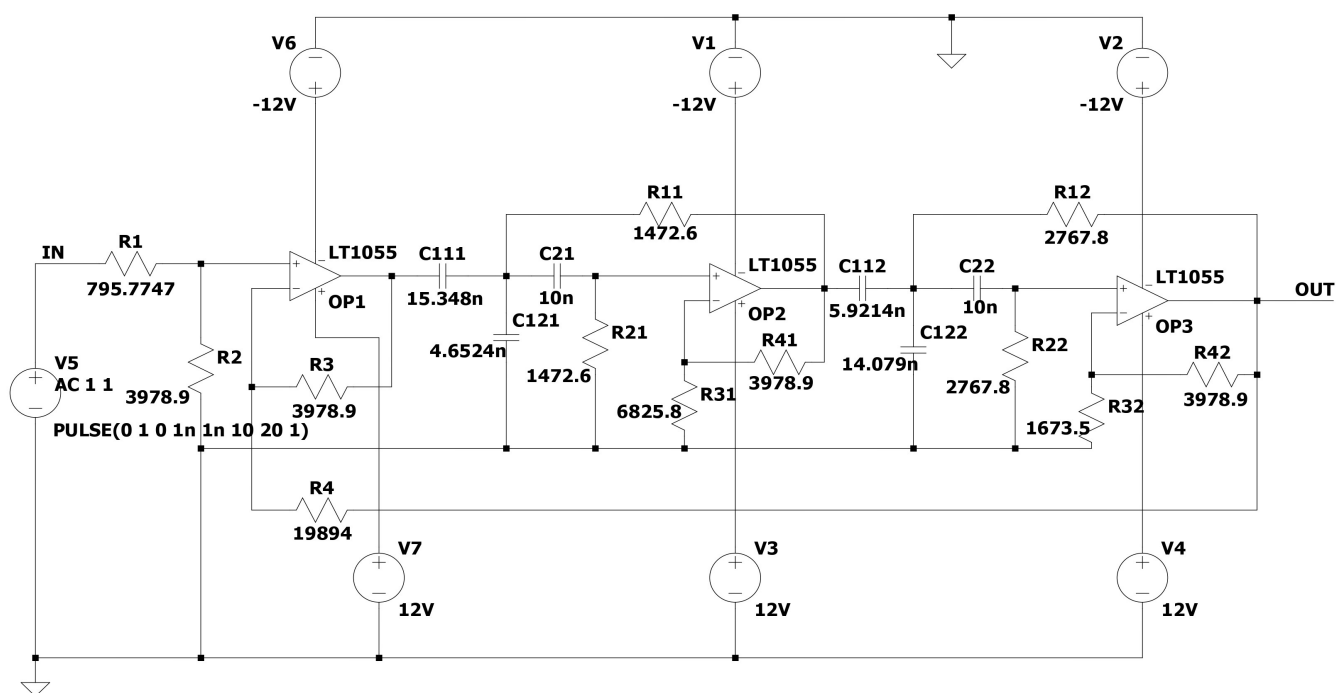 V6
-12V
V1
-12V
V2
-12V
R11
1472.6
R12
2767.8
IN
R1
795.7747
LT1055
OP1
C111
15.348n
C21
10n
LT1055
OP2
C112
5.9214n
C22
10n
LT1055
OP3
OUT
C121
4.6524n
R21
1472.6
R41
3978.9
C122
14.079n
R22
2767.8
R42
3978.9
V5
AC 1 1
R2
3978.9
R3
3978.9
R31
6825.8
R32
1673.5
PULSE(0 1 0 1n 1n 10 20 1)
R4
19894
V7
12V
V3
12V
V4
12V